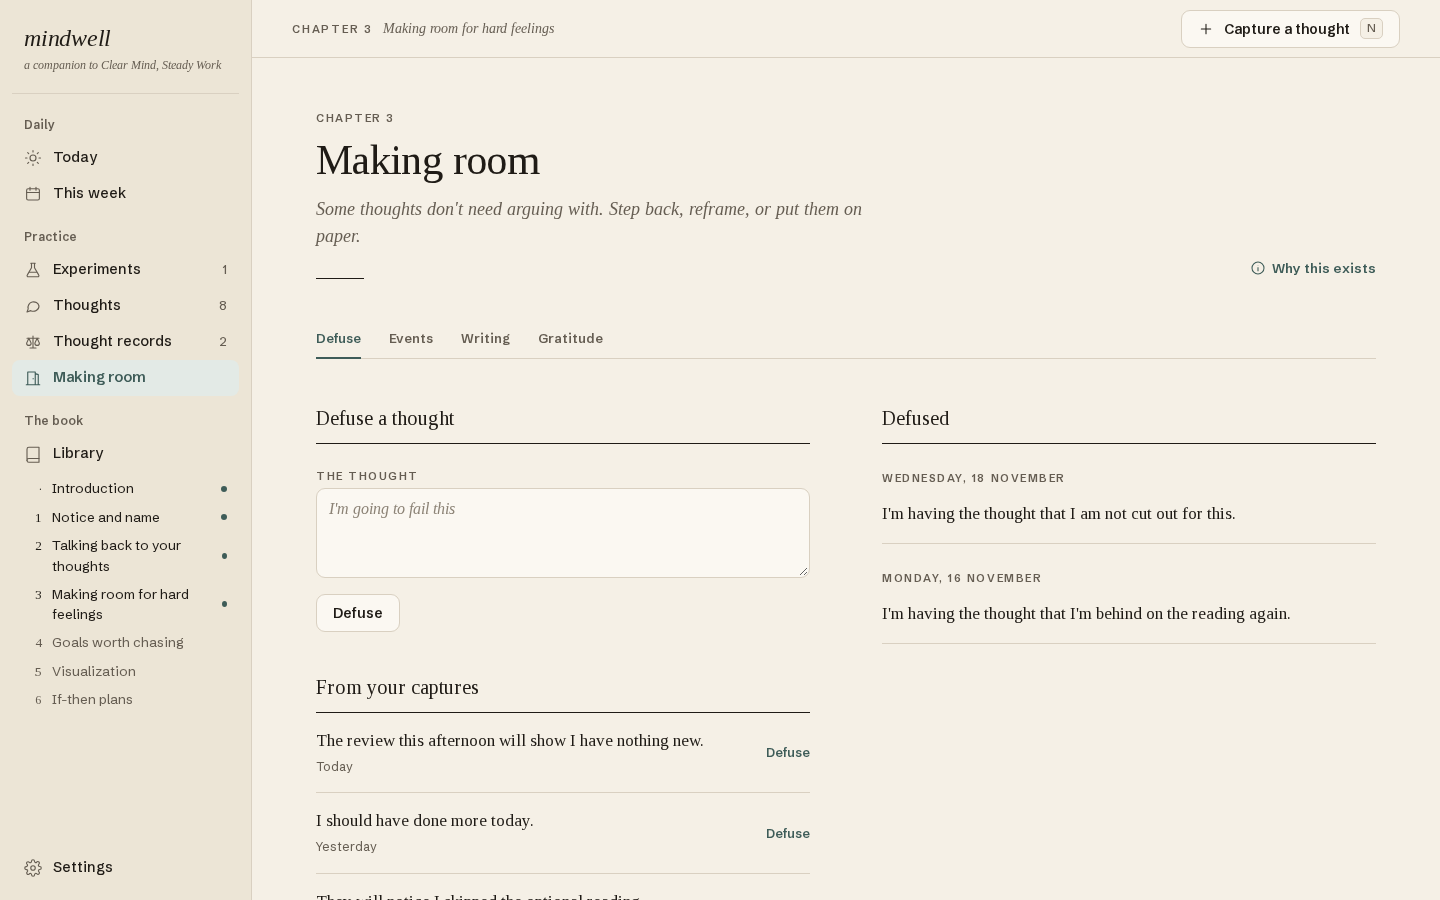 mindwell
a companion to Clear Mind, Steady Work
Daily
Today
This week
Practice
Experiments 1
Thoughts 8
Thought records 2
Making room
The book
Library
· Introduction
1 Notice and name
2 Talking back to your
thoughts
3 Making room for hard
feelings
4 Goals worth chasing
5 Visualization
6 If-then plans
Settings
CHAPTER 3 Making room for hard feelings
Capture a thought N
CHAPTER 3
Making room
Some thoughts don't need arguing with. Step back, reframe, or put them on
paper.
Why this exists
Defuse Events Writing Gratitude
Defuse a thought
THE THOUGHT
I'm going to fail this
Defuse
From your captures
The review this afternoon will show I have nothing new.
Today
Defuse
I should have done more today.
Yesterday
Defuse
They will notice I skipped the optional reading.
Defused
WEDNESDAY, 18 NOVEMBER
I'm having the thought that I am not cut out for this.
MONDAY, 16 NOVEMBER
I'm having the thought that I'm behind on the reading again.